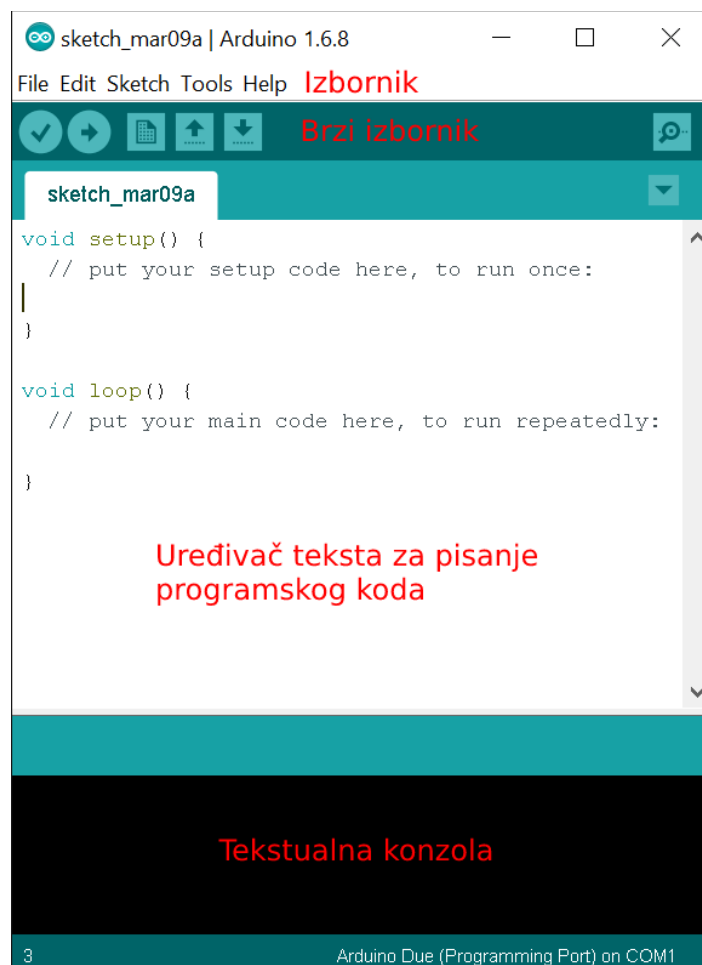 sketch_mar09a | Arduino 1.6.8
File Edit Sketch Tools Help Izbornik
Brzi izbornik
sketch_mar09a
void setup() {
  // put your setup code here, to run once:
}
void loop() {
  // put your main code here, to run repeatedly:
}
Uređivač teksta za pisanje
programskog koda
Tekstualna konzola
3 Arduino Due (Programming Port) on COM1